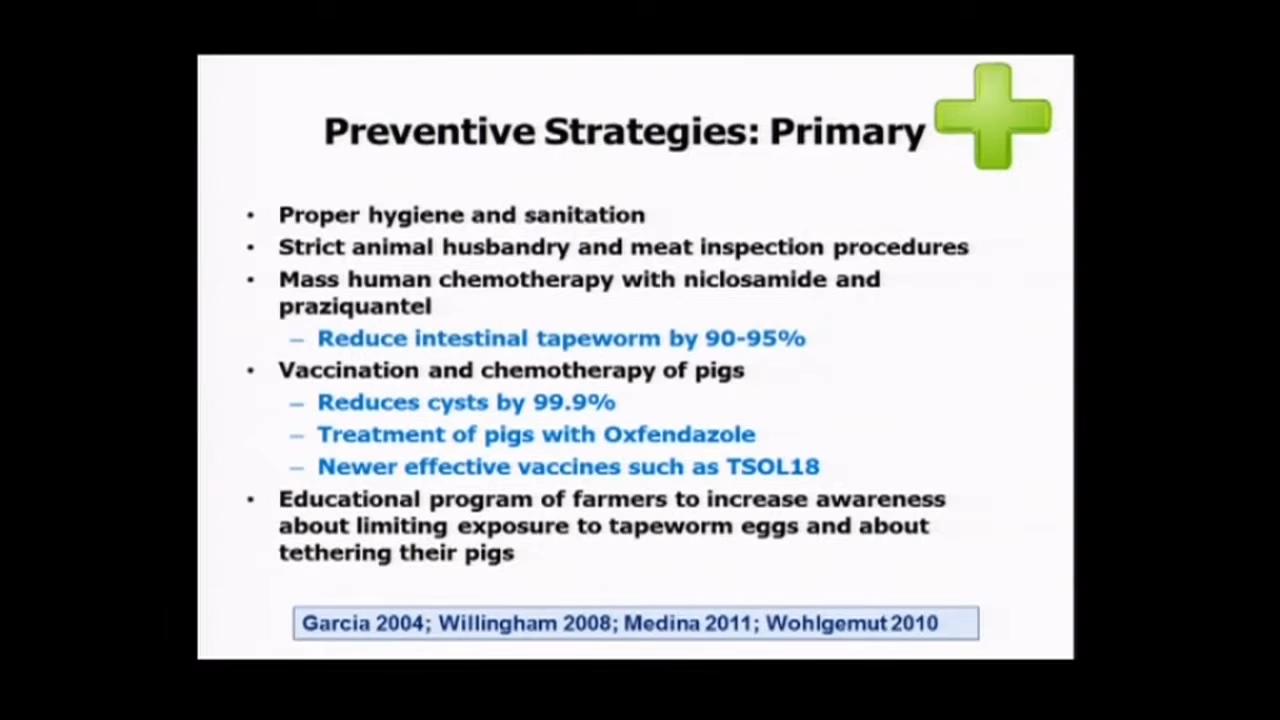 Preventive Strategies: Primary
• Proper hygiene and sanitation
• Strict animal husbandry and meat inspection procedures
• Mass human chemotherapy with niclosamide and
praziquantel
– Reduce intestinal tapeworm by 90-95%
• Vaccination and chemotherapy of pigs
– Reduces cysts by 99.9%
– Treatment of pigs with Oxfendazole
– Newer effective vaccines such as TSOL18
• Educational program of farmers to increase awareness
about limiting exposure to tapeworm eggs and about
tethering their pigs
Garcia 2004; Willingham 2008; Medina 2011; Wohlgemut 2010